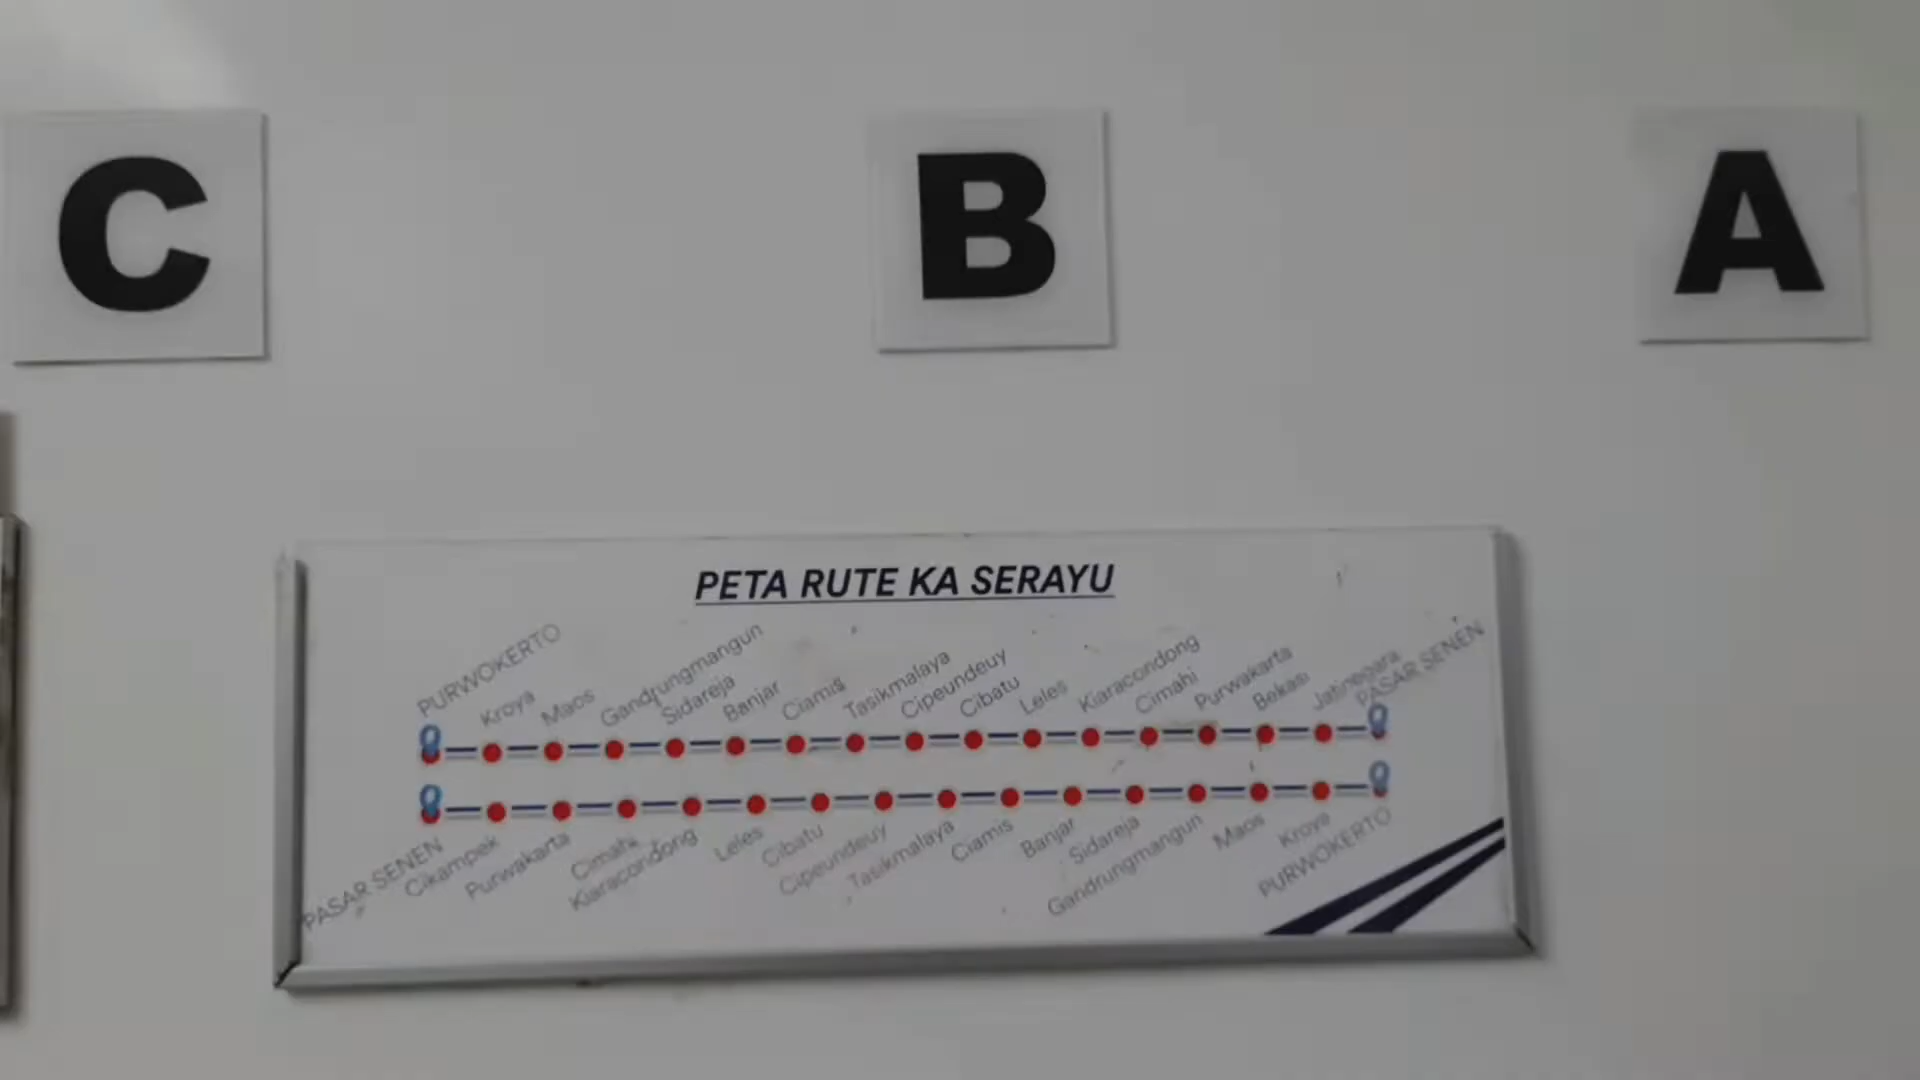 C B A
PETA RUTE KA SERAYU
PURWOKERTO Kroya Maos Gandrungmangun Sidareja Banjar Ciamis Tasikmalaya Cipeundeuy Cibatu Leles Kiaracondong Cimahi Purwakarta Bekasi Jatinegara PASAR SENEN
PASAR SENEN Cikampek Purwakarta Cimahi Kiaracondong Leles Cibatu Cipeundeuy Tasikmalaya Ciamis Banjar Sidareja Gandrungmangun Maos Kroya PURWOKERTO